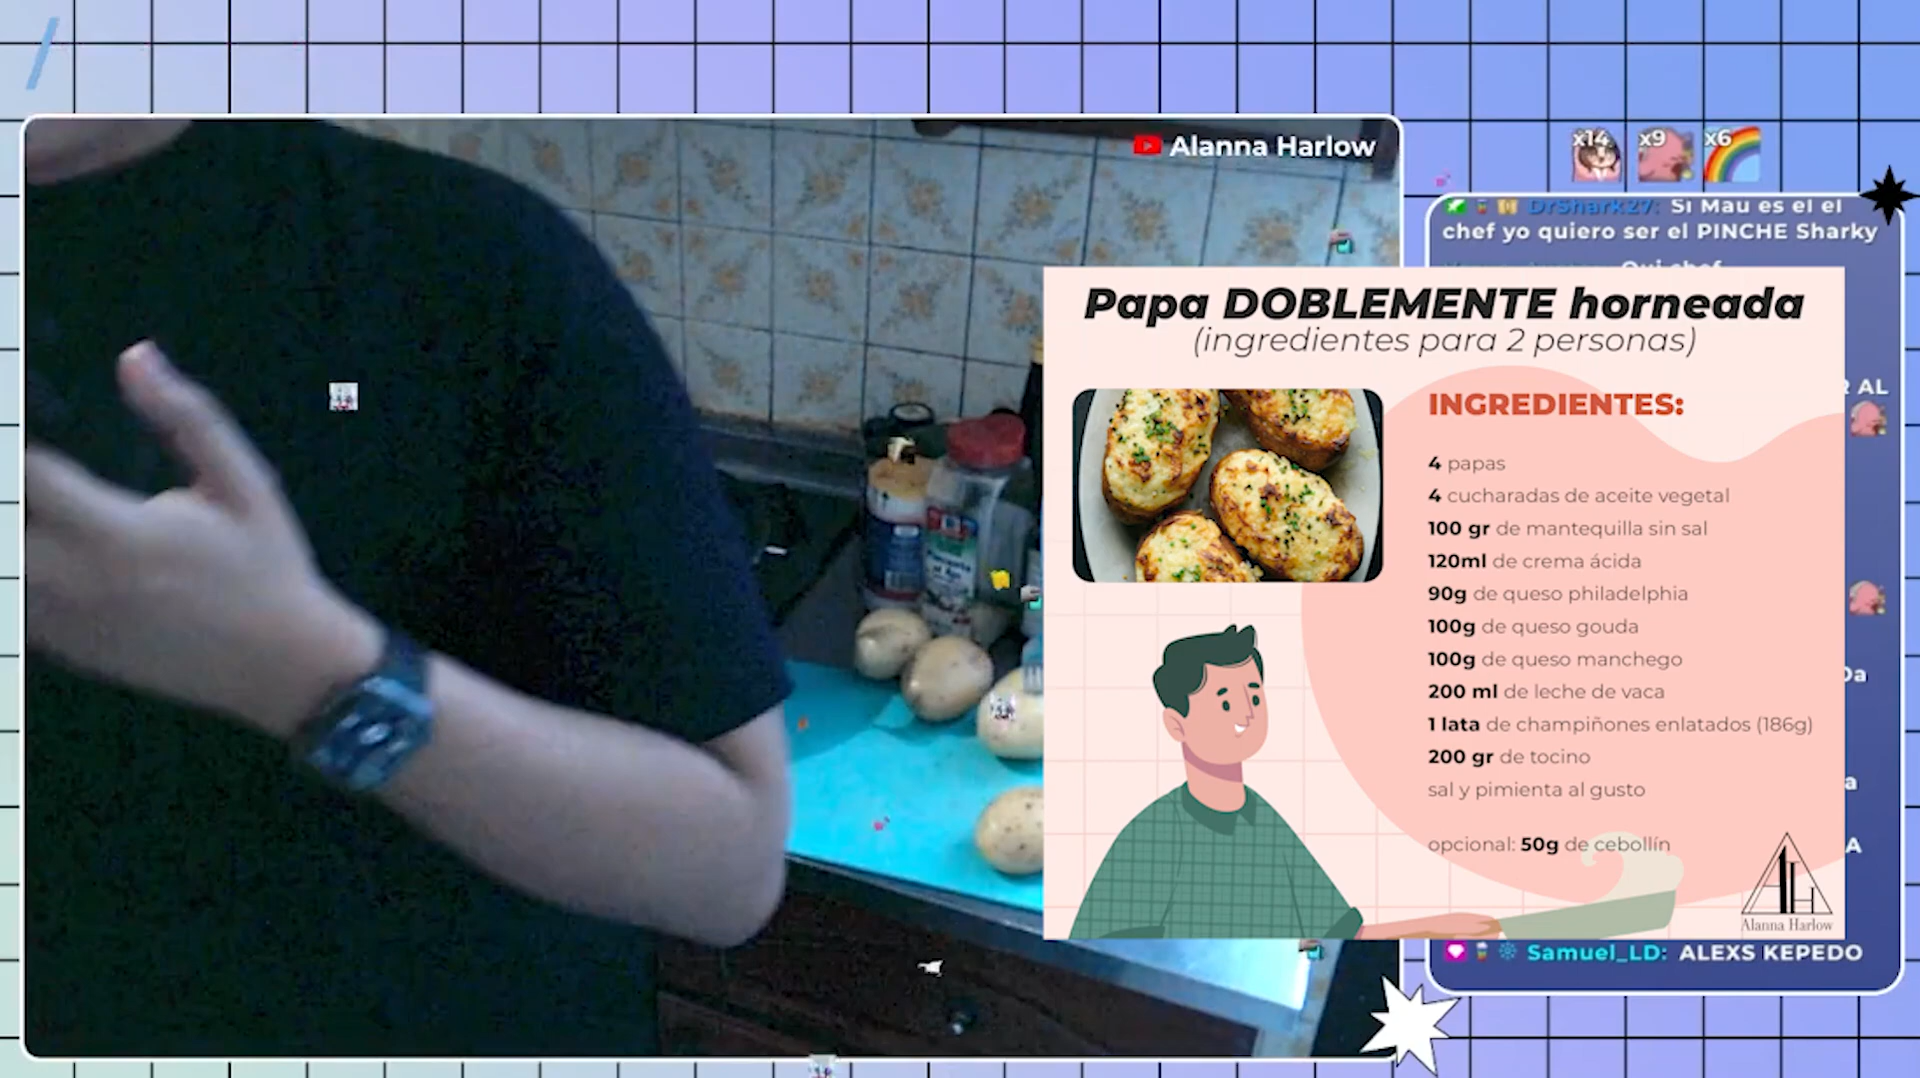 Alanna Harlow
x14 x9 x6
DrShark27: Si Mau es el el
chef yo quiero ser el PINCHE Sharky
Oui chef
Papa DOBLEMENTE horneada
(ingredientes para 2 personas)
INGREDIENTES:
4 papas
4 cucharadas de aceite vegetal
100 gr de mantequilla sin sal
120ml de crema ácida
90g de queso philadelphia
100g de queso gouda
100g de queso manchego
200 ml de leche de vaca
1 lata de champiñones enlatados (186g)
200 gr de tocino
sal y pimienta al gusto
opcional: 50g de cebollín
AH
Alanna Harlow
AL
Samuel_LD: ALEXS KEPEDO